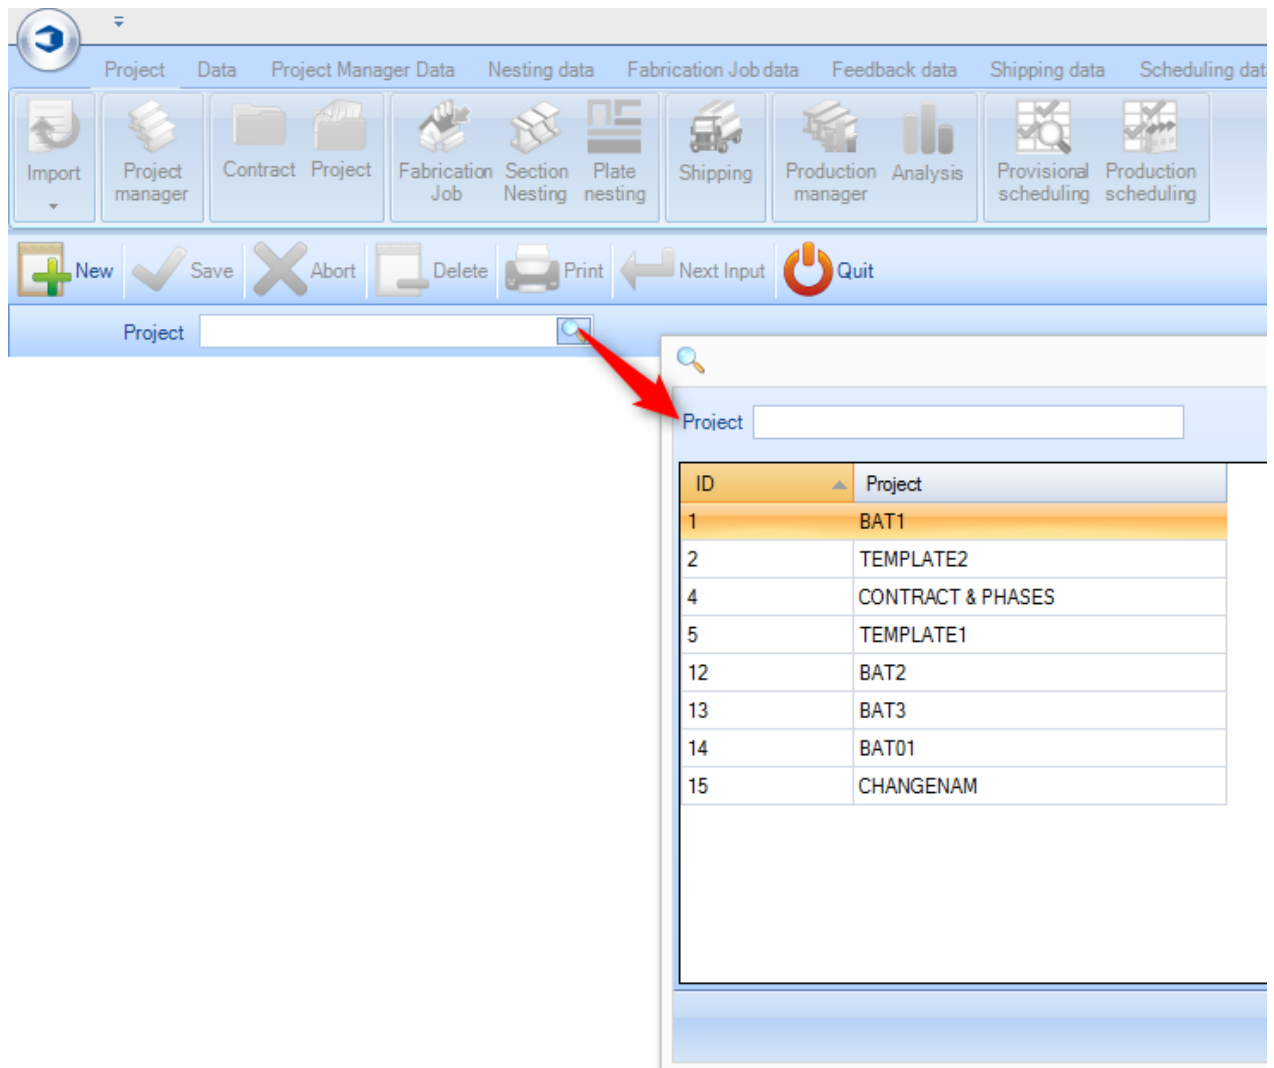 Project Data Project Manager Data Nesting data Fabrication Job data Feedback data Shipping data Scheduling dat
Import Project manager Contract Project Fabrication Job Section Nesting Plate nesting Shipping Production manager Analysis Provisional scheduling Production scheduling
New Save Abort Delete Print Next Input Quit
Project
Project
ID Project
1 BAT1
2 TEMPLATE2
4 CONTRACT & PHASES
5 TEMPLATE1
12 BAT2
13 BAT3
14 BAT01
15 CHANGENAM